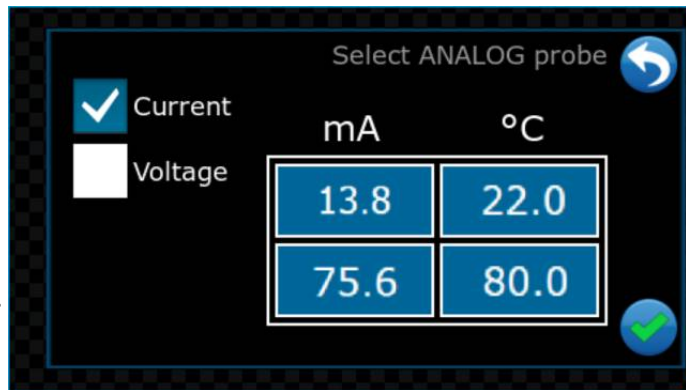 Select ANALOG probe
Current
Voltage
mA °C
13.8 22.0
75.6 80.0